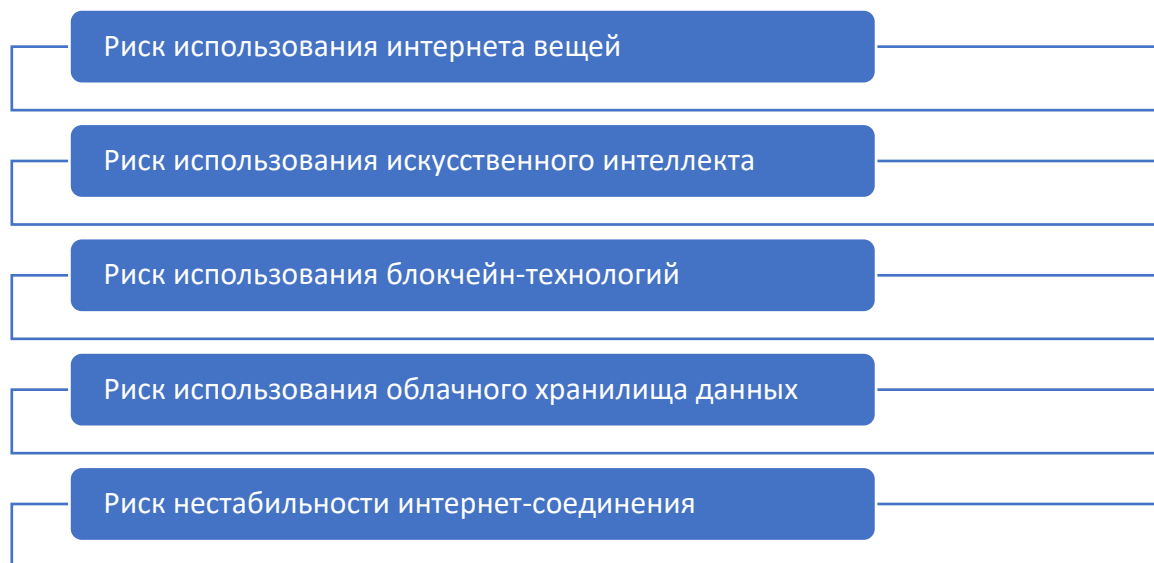 Риск использования интернета вещей
Риск использования искусственного интеллекта
Риск использования блокчейн-технологий
Риск использования облачного хранилища данных
Риск нестабильности интернет-соединения